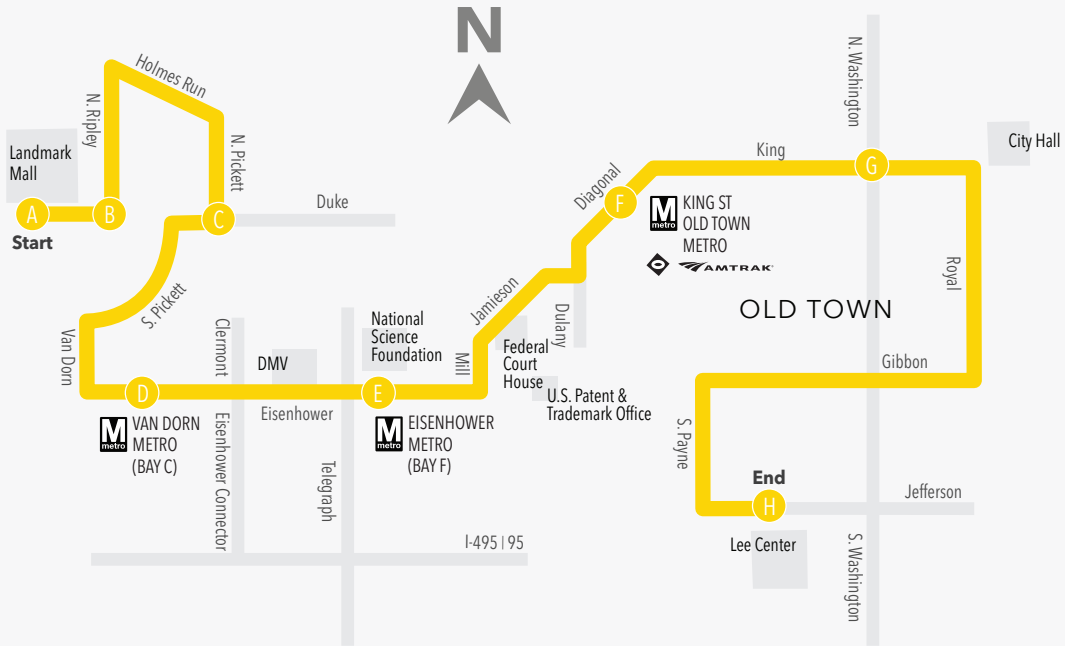 N
Holmes Run
N. Ripley
N. Pickett
Landmark
Mall
A
B
C
Start
Duke
S. Pickett
Van Dorn
D
M
metro
VAN DORN
METRO
(BAY C)
Clermont
DMV
Eisenhower
Eisenhower Connector
Telegraph
National
Science
Foundation
E
M
metro
EISENHOWER
METRO
(BAY F)
I-495 | 95
Mill
Jamieson
Federal
Court
House
Dulany
U.S. Patent &
Trademark Office
Diagonal
F
M
metro
KING ST
OLD TOWN
METRO
AMTRAK
King
N. Washington
G
City Hall
OLD TOWN
Royal
Gibbon
S. Payne
End
H
Jefferson
Lee Center
S. Washington